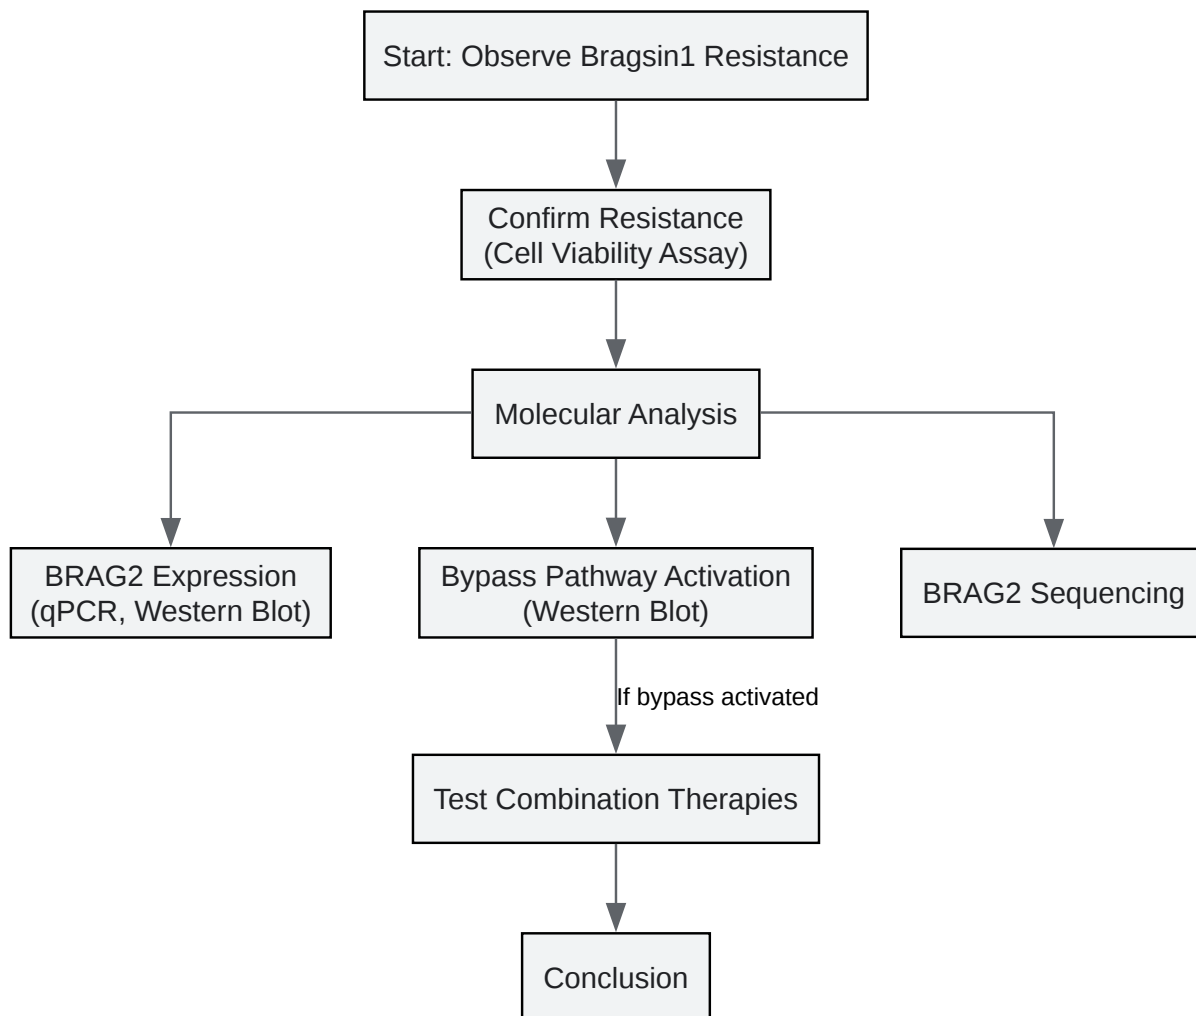 Start: Observe Bragsin1 Resistance
Confirm Resistance
(Cell Viability Assay)
Molecular Analysis
BRAG2 Expression
(qPCR, Western Blot)
Bypass Pathway Activation
(Western Blot)
BRAG2 Sequencing
If bypass activated
Test Combination Therapies
Conclusion